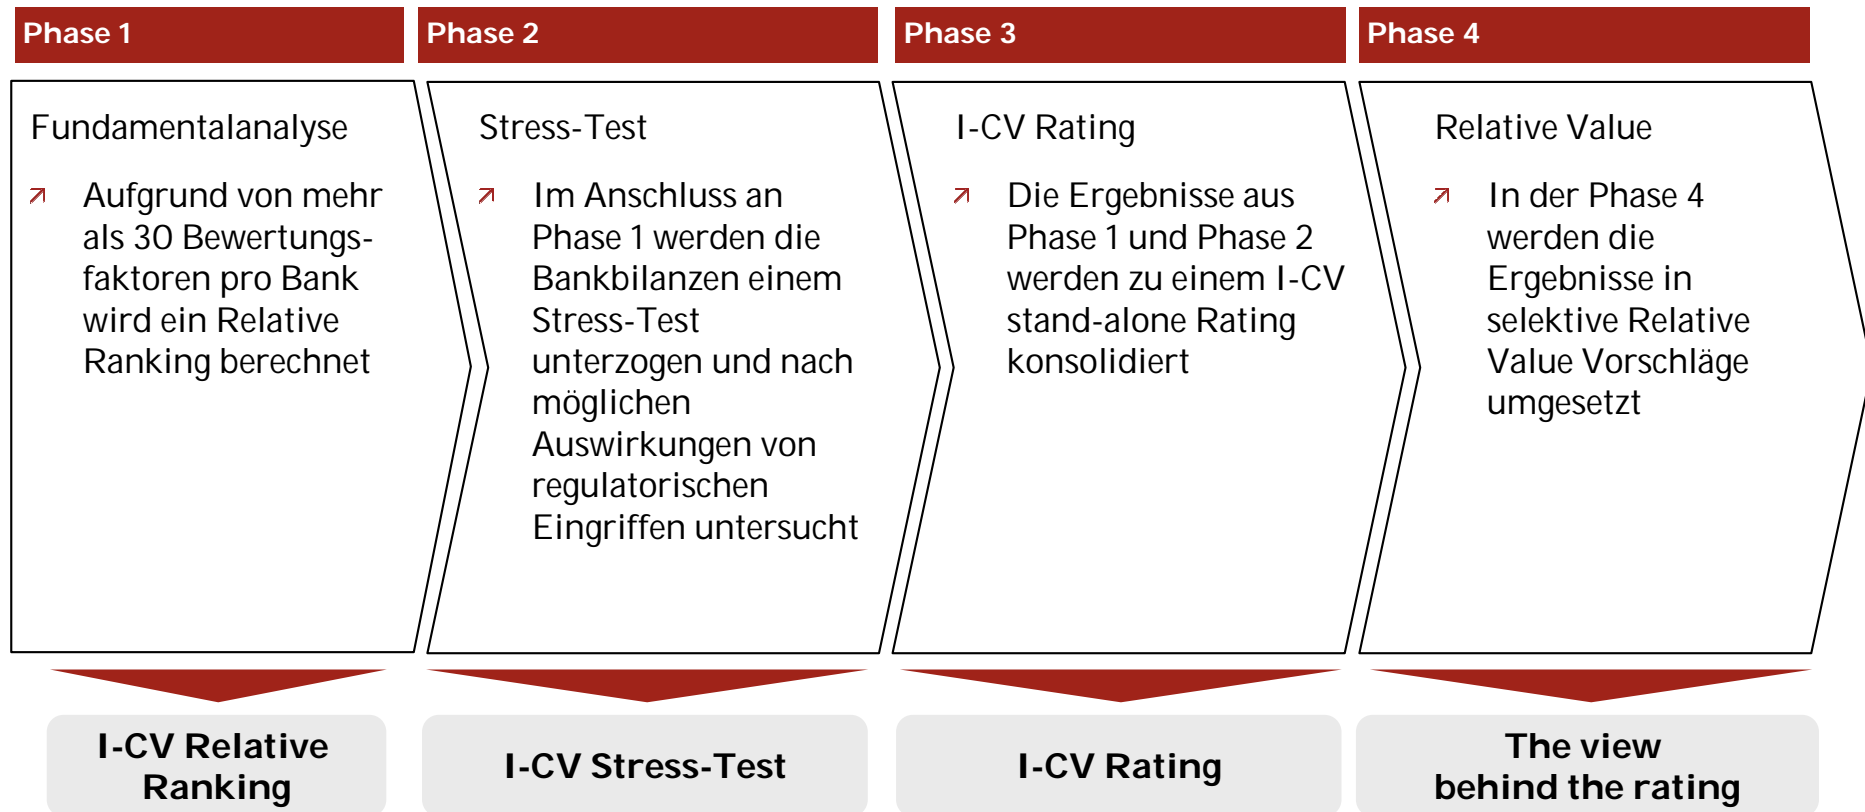 Phase 1
Phase 2
Phase 3
Phase 4
Fundamentalanalyse
Aufgrund von mehr
als 30 Bewertungs-
faktoren pro Bank
wird ein Relative
Ranking berechnet
Stress-Test
Im Anschluss an
Phase 1 werden die
Bankbilanzen einem
Stress-Test
unterzogen und nach
möglichen
Auswirkungen von
regulatorischen
Eingriffen untersucht
I-CV Rating
Die Ergebnisse aus
Phase 1 und Phase 2
werden zu einem I-CV
stand-alone Rating
konsolidiert
Relative Value
In der Phase 4
werden die
Ergebnisse in
selektive Relative
Value Vorschläge
umgesetzt
I-CV Relative
Ranking
I-CV Stress-Test
I-CV Rating
The view
behind the rating